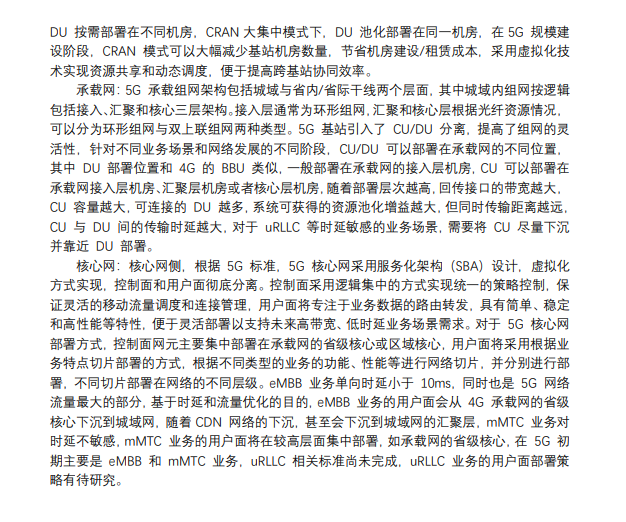 DU 按需部署在不同机房，CRAN 大集中模式下，DU 池化部署在同一机房，在 5G 规模建
设阶段，CRAN 模式可以大幅减少基站机房数量，节省机房建设/租赁成本，采用虚拟化技
术实现资源共享和动态调度，便于提高跨基站协同效率。
承载网：5G 承载组网架构包括城域与省内/省际干线两个层面，其中城域内组网按逻辑
包括接入、汇聚和核心三层架构。接入层通常为环形组网，汇聚和核心层根据光纤资源情况，
可以分为环形组网与双上联组网两种类型。5G 基站引入了 CU/DU 分离，提高了组网的灵
活性，针对不同业务场景和网络发展的不同阶段，CU/DU 可以部署在承载网的不同位置，
其中 DU 部署位置和 4G 的 BBU 类似，一般部署在承载网的接入层机房，CU 可以部署在
承载网接入层机房、汇聚层机房或者核心层机房，随着部署层次越高，回传接口的带宽越大，
CU 容量越大，可连接的 DU 越多，系统可获得的资源池化增益越大，但同时传输距离越远，
CU 与 DU 间的传输时延越大，对于 uRLLC 等时延敏感的业务场景，需要将 CU 尽量下沉
并靠近 DU 部署。
核心网：核心网侧，根据 5G 标准，5G 核心网采用服务化架构（SBA）设计，虚拟化
方式实现，控制面和用户面彻底分离。控制面采用逻辑集中的方式实现统一的策略控制，保
证灵活的移动流量调度和连接管理，用户面将专注于业务数据的路由转发，具有简单、稳定
和高性能等特性，便于灵活部署以支持未来高带宽、低时延业务场景需求。对于 5G 核心网
部署方式，控制面网元主要集中部署在承载网的省级核心或区域核心，用户面将采用根据业
务特点切片部署的方式，根据不同类型的业务的功能、性能等进行网络切片，并分别进行部
署，不同切片部署在网络的不同层级。eMBB 业务单向时延小于 10ms，同时也是 5G 网络
流量最大的部分，基于时延和流量优化的目的，eMBB 业务的用户面会从 4G 承载网的省级
核心下沉到城域网，随着 CDN 网络的下沉，甚至会下沉到城域网的汇聚层，mMTC 业务对
时延不敏感，mMTC 业务的用户面将在较高层面集中部署，如承载网的省级核心，在 5G 初
期主要是 eMBB 和 mMTC 业务，uRLLC 相关标准尚未完成，uRLLC 业务的用户面部署策
略有待研究。